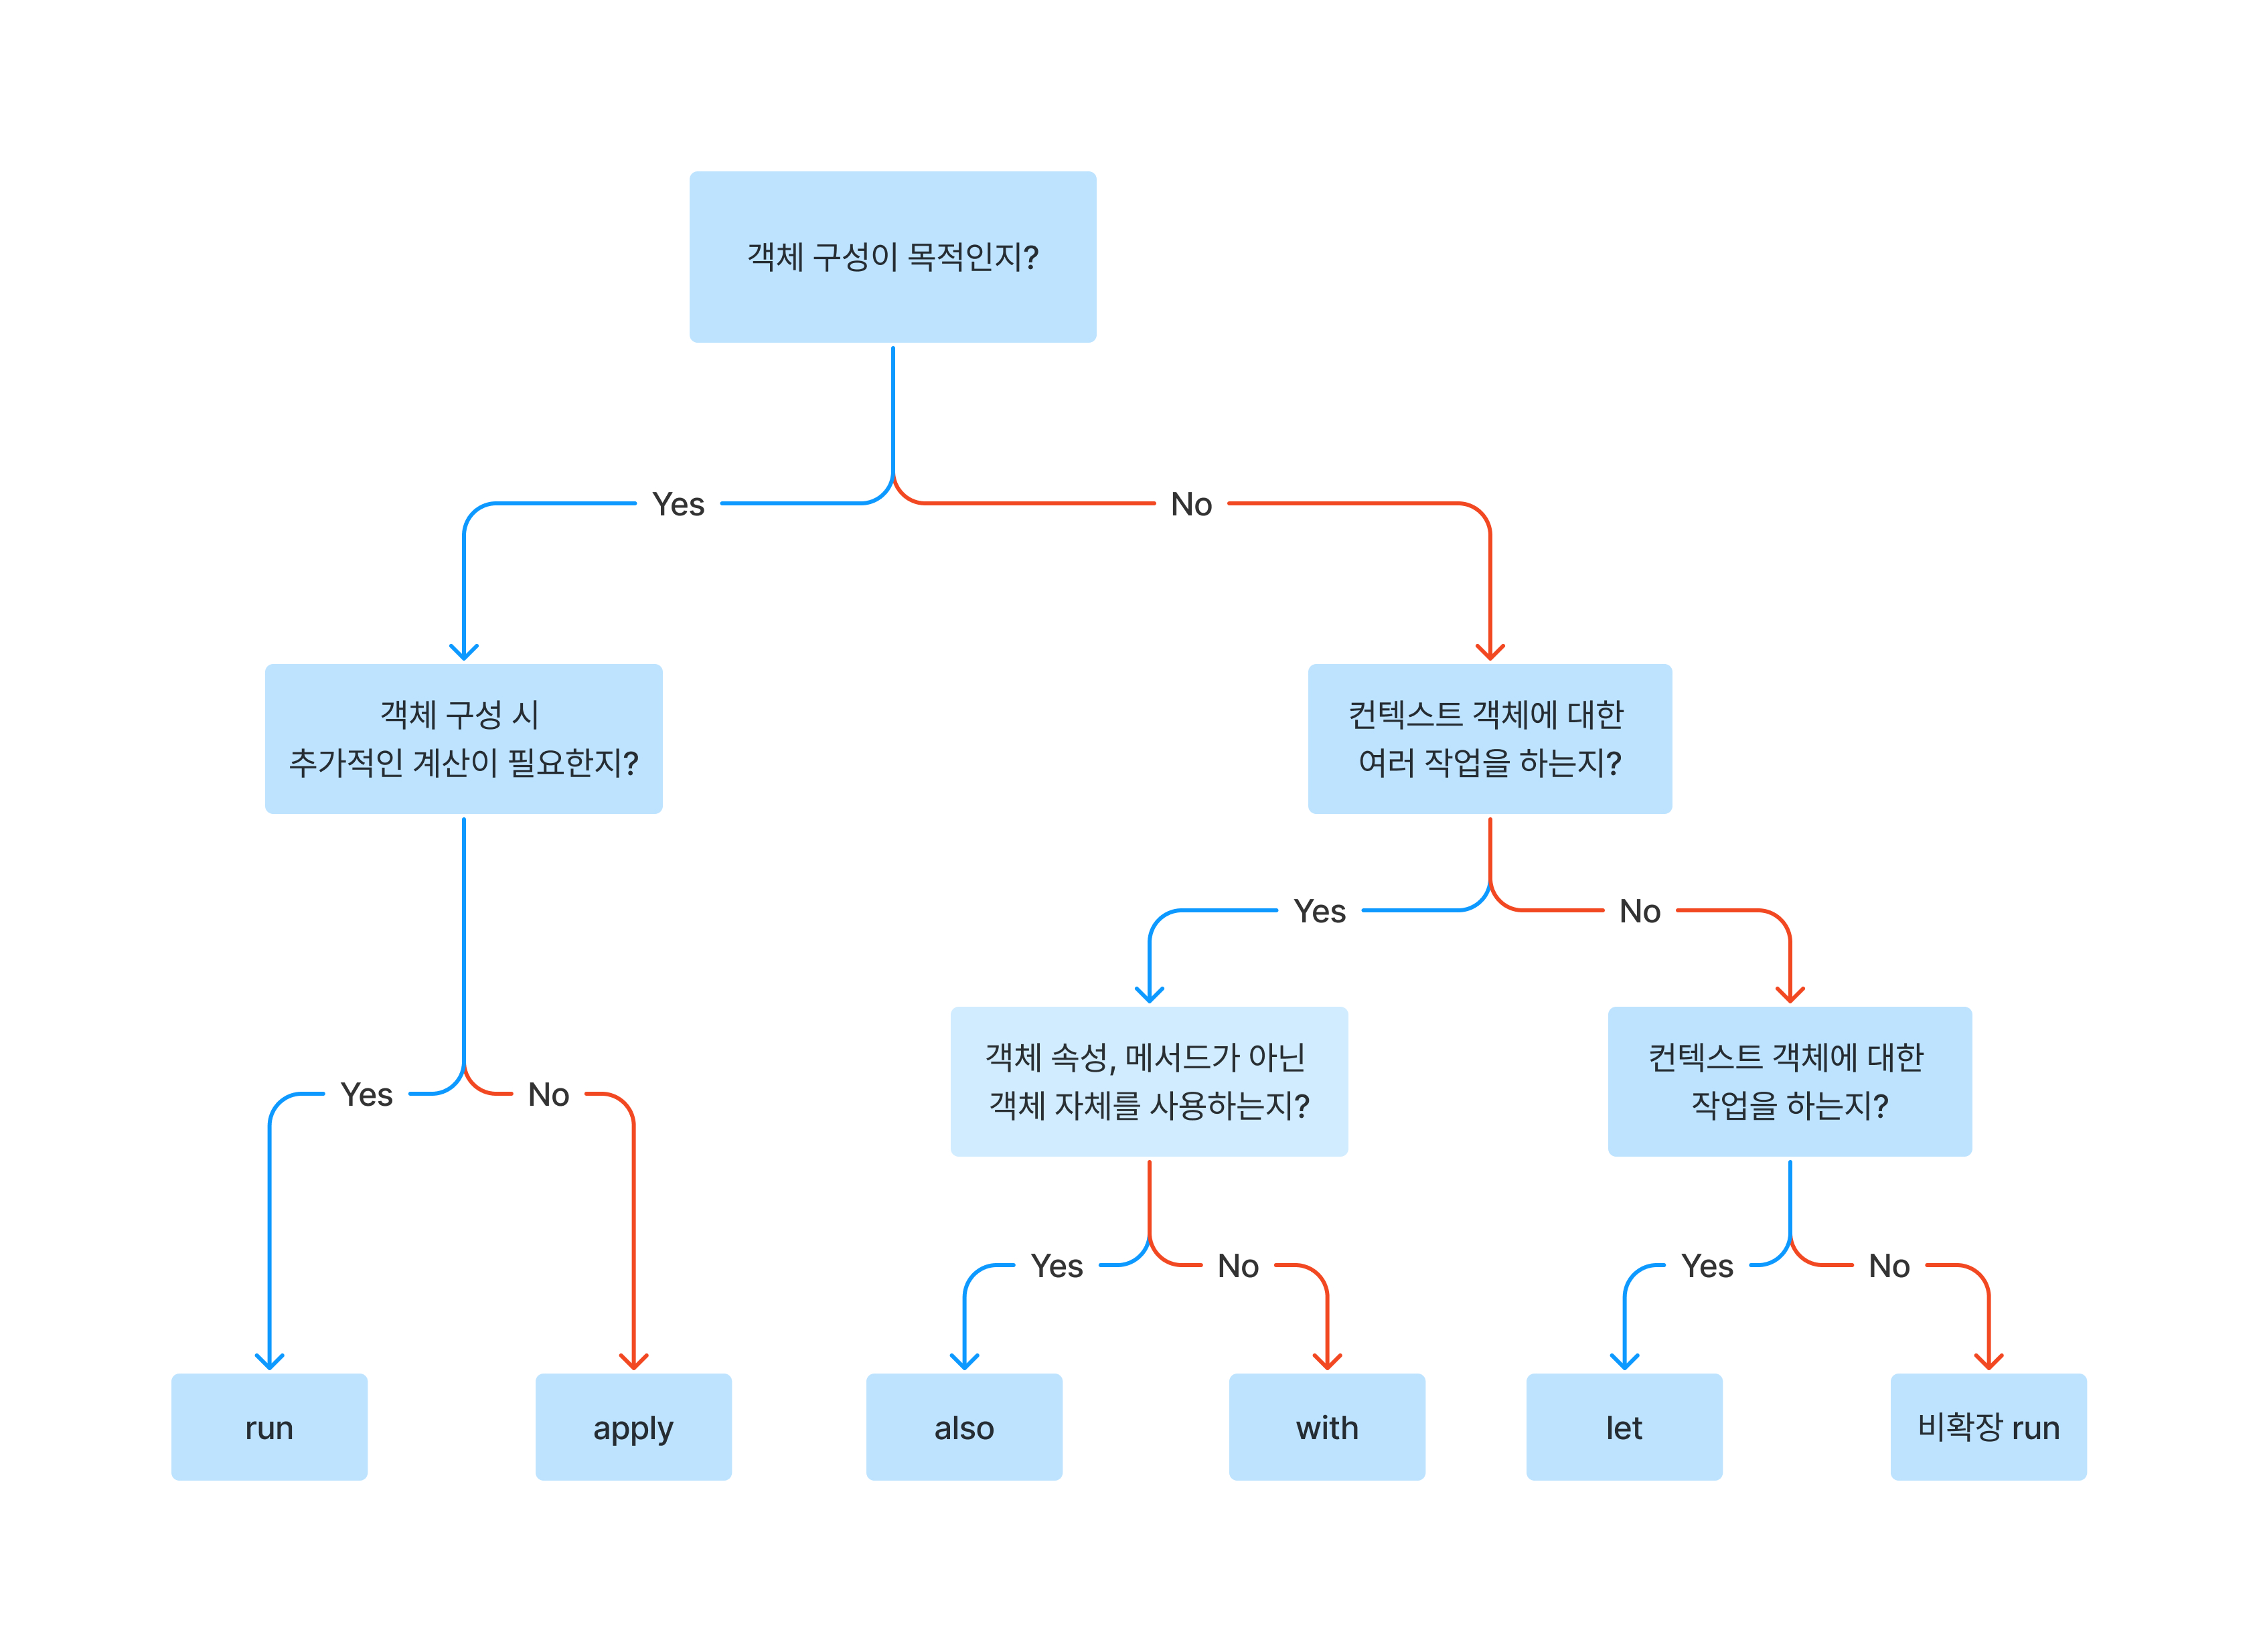 객체 구성이 목적인지?
Yes
No
객체 구성 시
추가적인 계산이 필요한지?
컨텍스트 객체에 대한
여러 작업을 하는지?
Yes
No
객체 속성, 메서드가 아닌
객체 자체를 사용하는지?
컨텍스트 객체에 대한
작업을 하는지?
Yes
No
Yes
No
Yes
No
run
apply
also
with
let
비확장 run